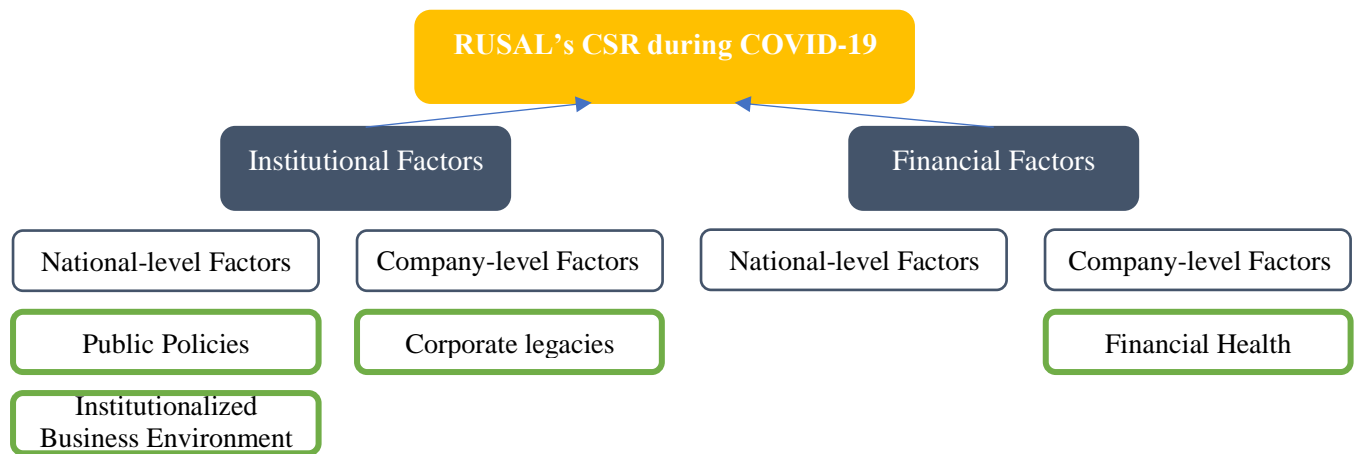 RUSAL’s CSR during COVID-19
Institutional Factors
Financial Factors
National-level Factors
Company-level Factors
National-level Factors
Company-level Factors
Public Policies
Corporate legacies
Financial Health
Institutionalized
Business Environment